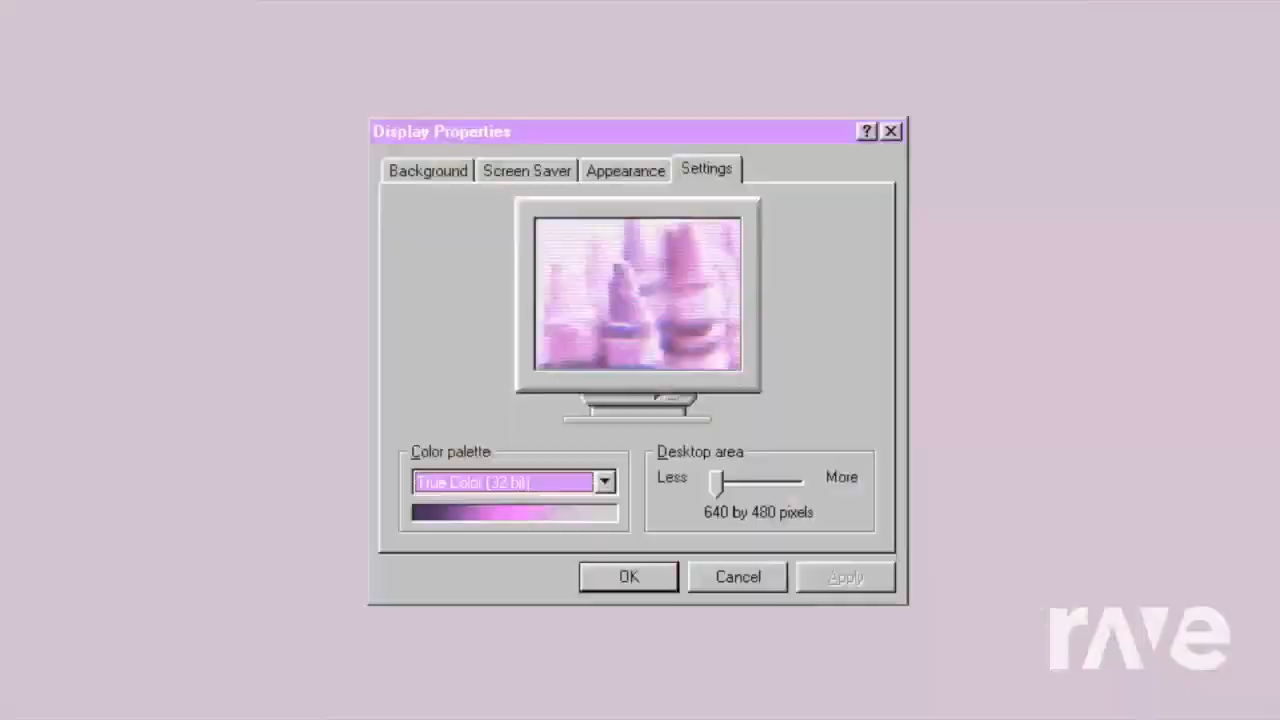 Display Properties
Background Screen Saver Appearance Settings
Color palette
True Color (32 bit)
Desktop area
Less More
640 by 480 pixels
OK Cancel Apply
rave